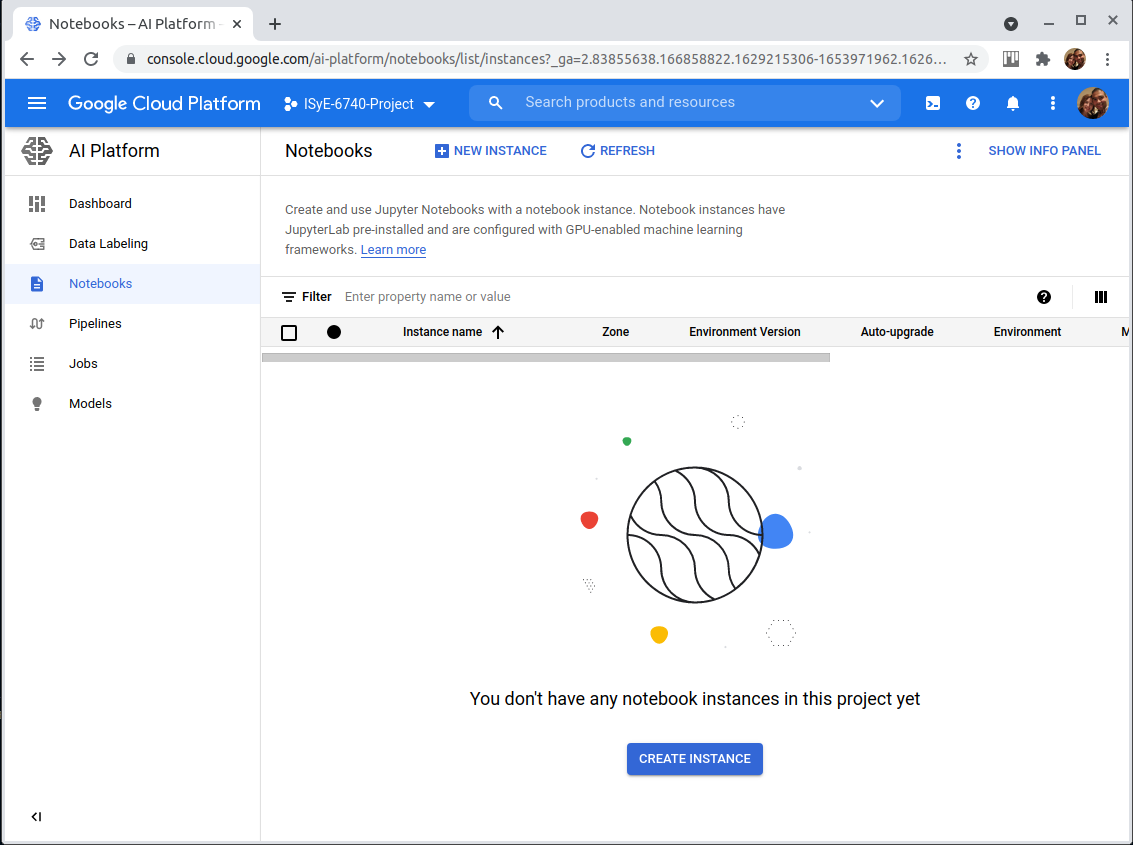 Notebooks – AI Platform
console.cloud.google.com/ai-platform/notebooks/list/instances?_ga=2.83855638.166858822.1629215306-1653971962.1626...
Google Cloud Platform
ISyE-6740-Project
Search products and resources
AI Platform
Notebooks
NEW INSTANCE
REFRESH
SHOW INFO PANEL
Dashboard
Data Labeling
Notebooks
Pipelines
Jobs
Models
Create and use Jupyter Notebooks with a notebook instance. Notebook instances have
JupyterLab pre-installed and are configured with GPU-enabled machine learning
frameworks. Learn more
Filter Enter property name or value
Instance name Zone Environment Version Auto-upgrade Environment M
You don't have any notebook instances in this project yet
CREATE INSTANCE